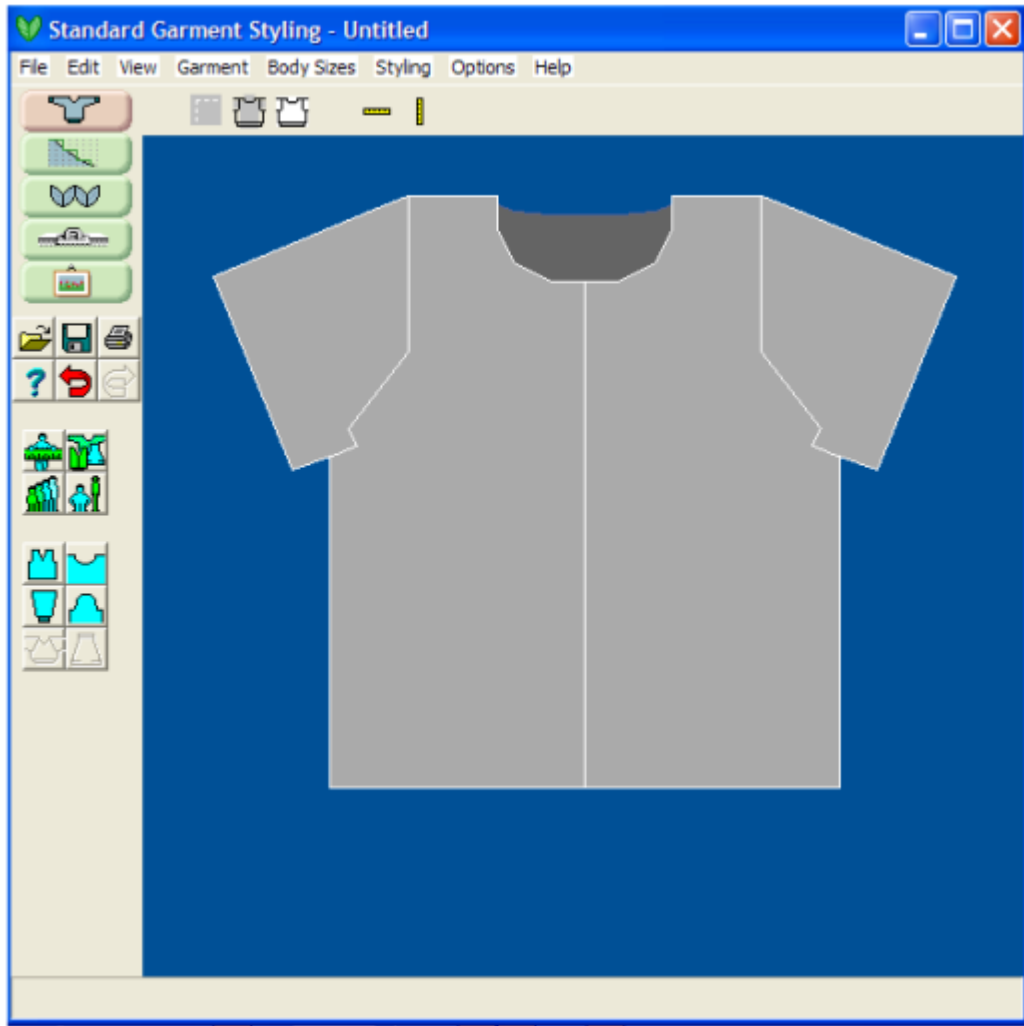 Standard Garment Styling - Untitled
File Edit View Garment Body Sizes Styling Options Help
?